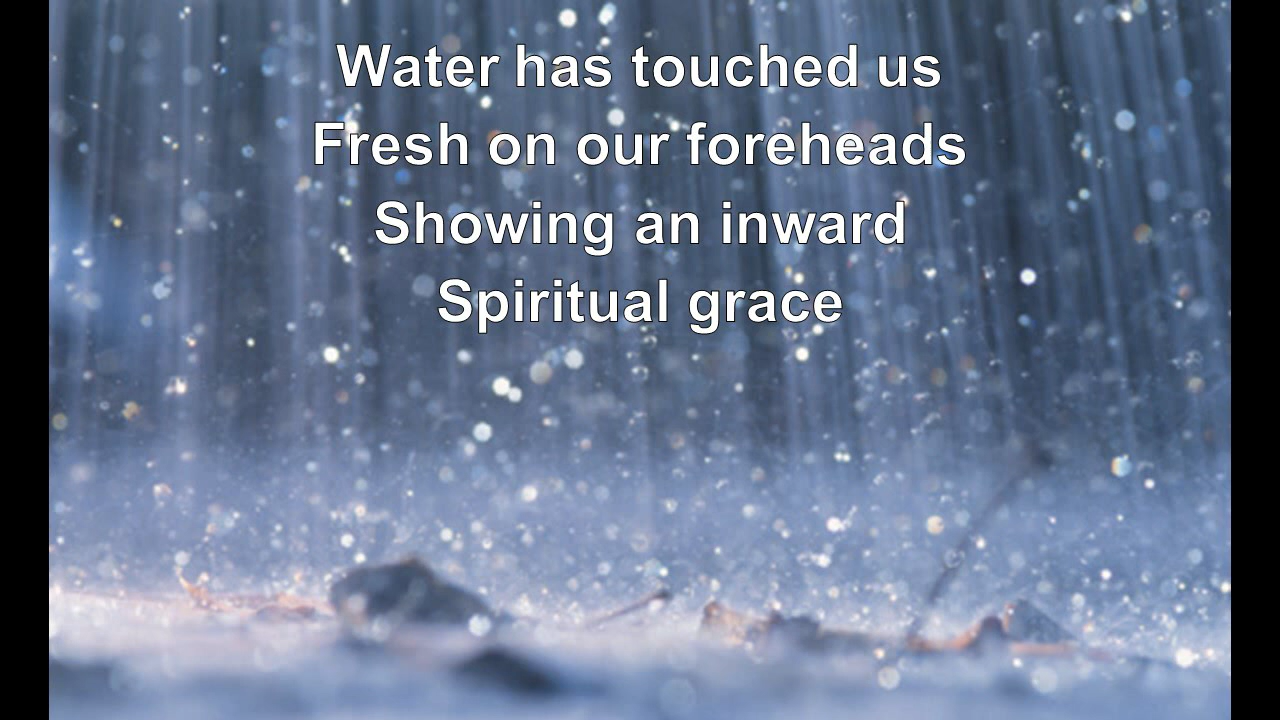 Water has touched us
Fresh on our foreheads
Showing an inward
Spiritual grace